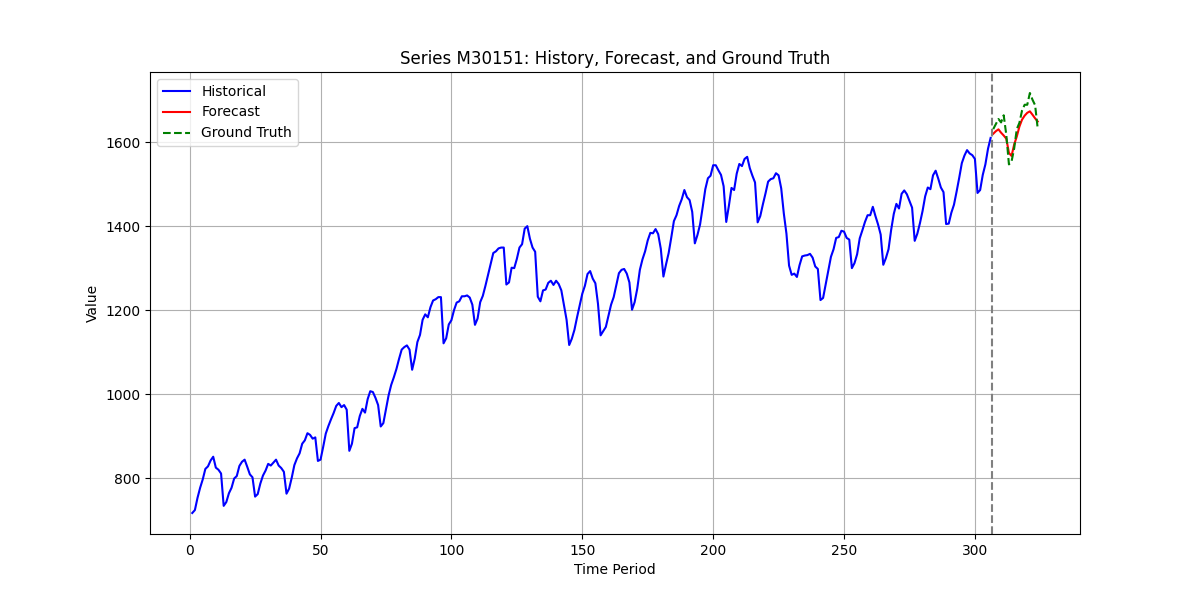 Series M30151: History, Forecast, and Ground Truth
Historical
Forecast
Ground Truth
1600
1400
1200
1000
800
Value
0 50 100 150 200 250 300
Time Period